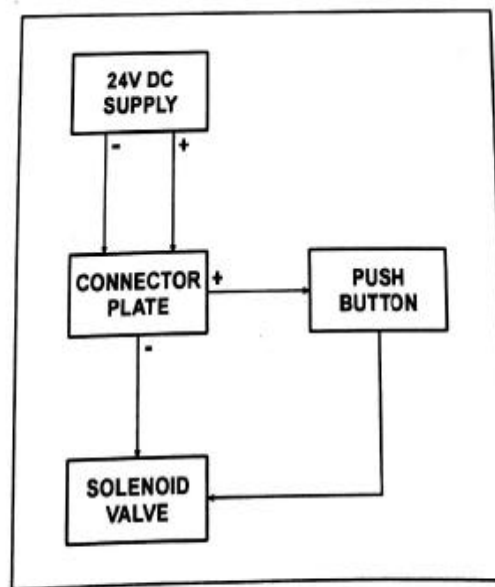 24V DC
SUPPLY
- +
CONNECTOR
PLATE
+
PUSH
BUTTON
-
SOLENOID
VALVE